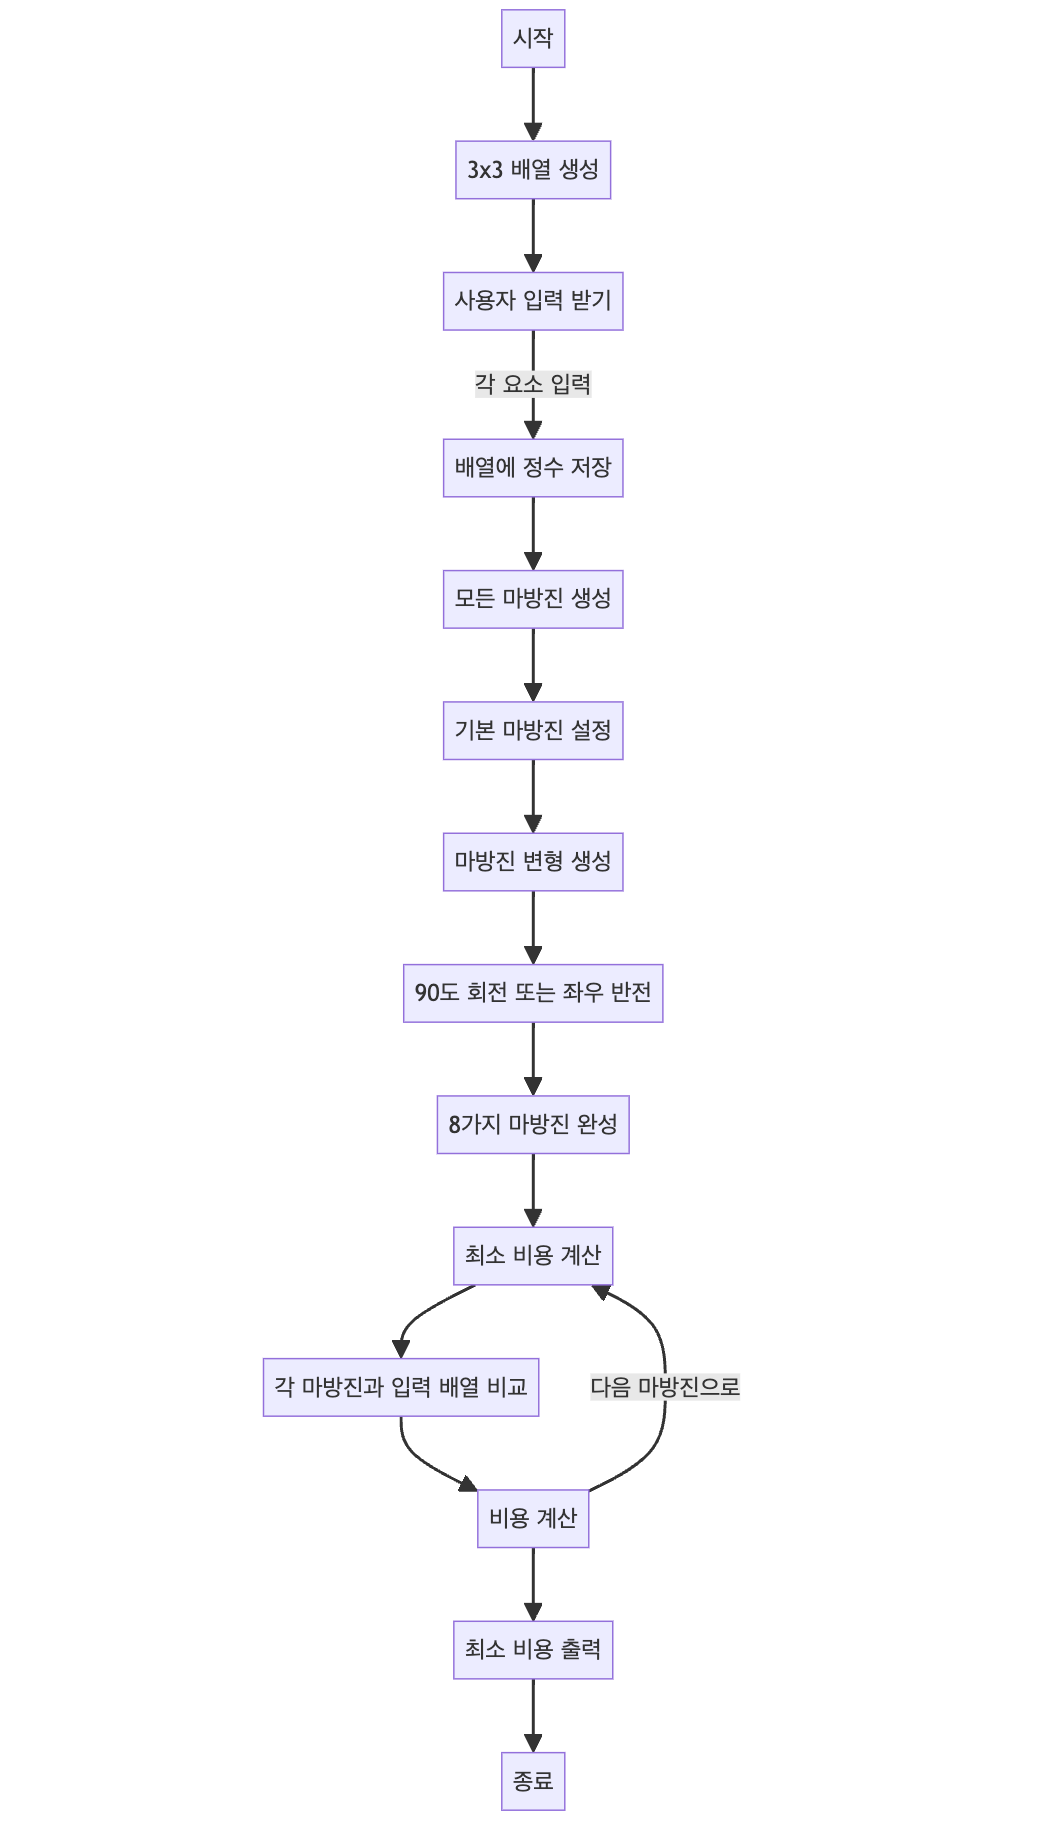 시작
3x3 배열 생성
사용자 입력 받기
각 요소 입력
배열에 정수 저장
모든 마방진 생성
기본 마방진 설정
마방진 변형 생성
90도 회전 또는 좌우 반전
8가지 마방진 완성
최소 비용 계산
각 마방진과 입력 배열 비교
다음 마방진으로
비용 계산
최소 비용 출력
종료